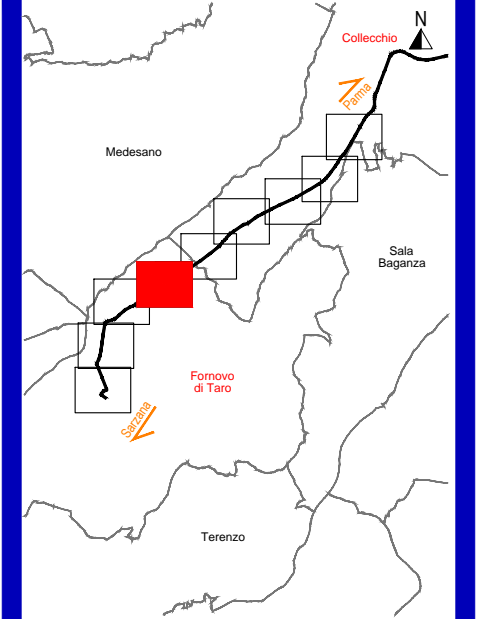 N
Collecchio
Parma
Medesano
Sala
Baganza
Fornovo
di Taro
Sarzana
Terenzo